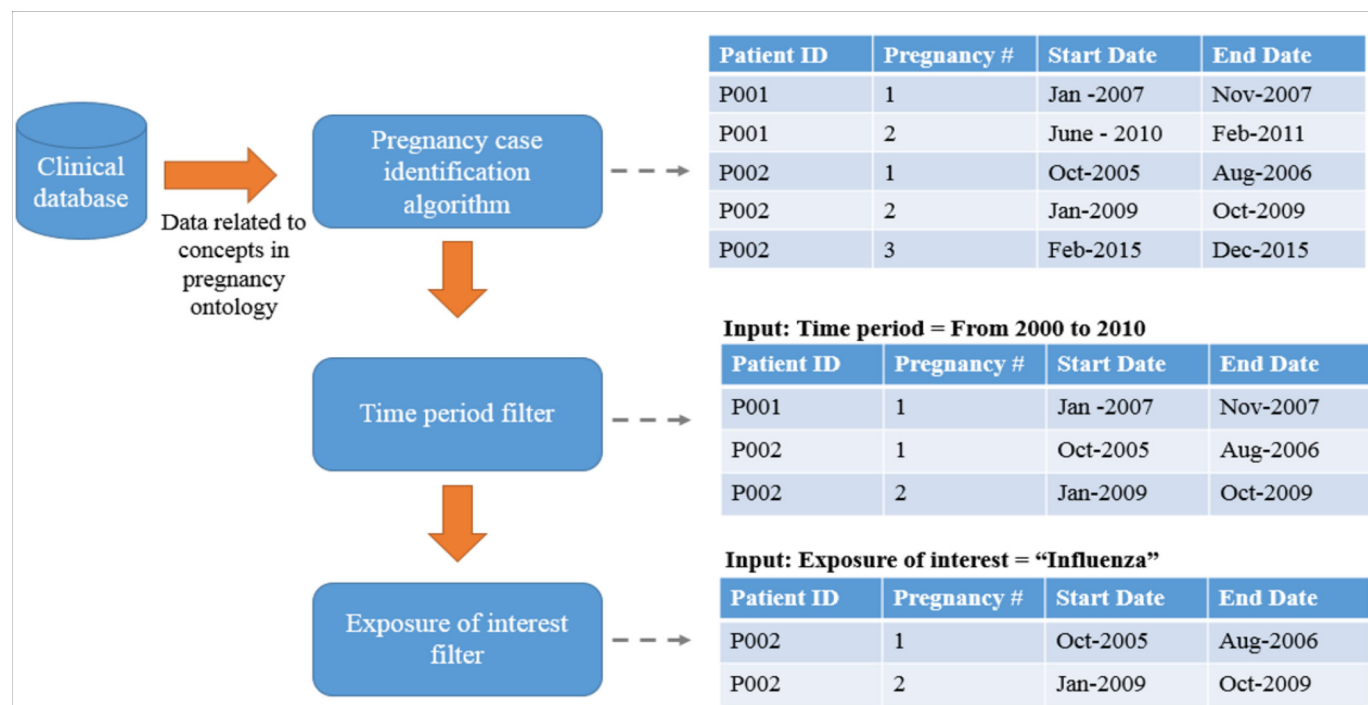 Clinical
database
Data related to
concepts in
pregnancy
ontology
Pregnancy case
identification
algorithm
Patient ID Pregnancy # Start Date End Date
P001 1 Jan -2007 Nov-2007
P001 2 June - 2010 Feb-2011
P002 1 Oct-2005 Aug-2006
P002 2 Jan-2009 Oct-2009
P002 3 Feb-2015 Dec-2015
Time period filter
Input: Time period = From 2000 to 2010
Patient ID Pregnancy # Start Date End Date
P001 1 Jan -2007 Nov-2007
P002 1 Oct-2005 Aug-2006
P002 2 Jan-2009 Oct-2009
Exposure of interest
filter
Input: Exposure of interest = “Influenza”
Patient ID Pregnancy # Start Date End Date
P002 1 Oct-2005 Aug-2006
P002 2 Jan-2009 Oct-2009